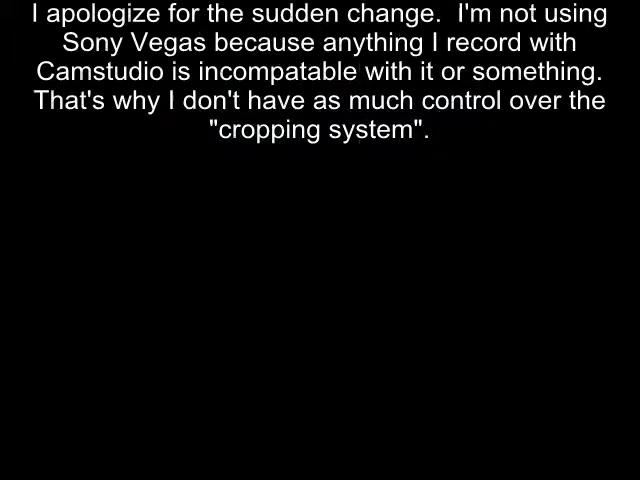 I apologize for the sudden change.  I'm not using
Sony Vegas because anything I record with
Camstudio is incompatable with it or something.
That's why I don't have as much control over the
"cropping system".